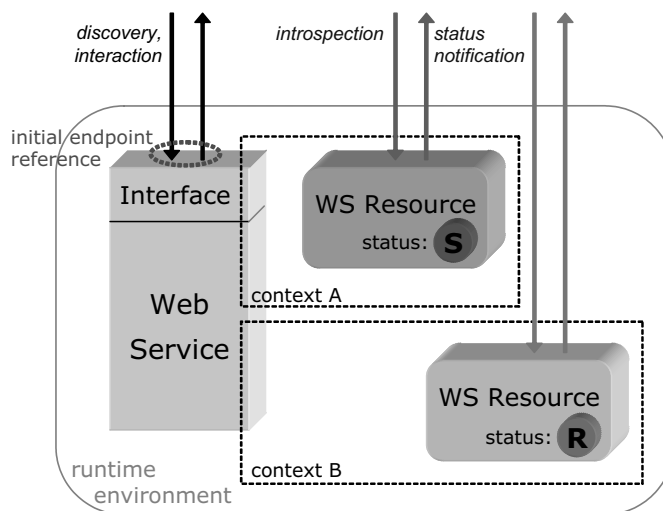 discovery,
interaction
introspection
status
notification
initial endpoint
reference
Interface
Web
Service
WS Resource
status: S
context A
WS Resource
status: R
context B
runtime
environment